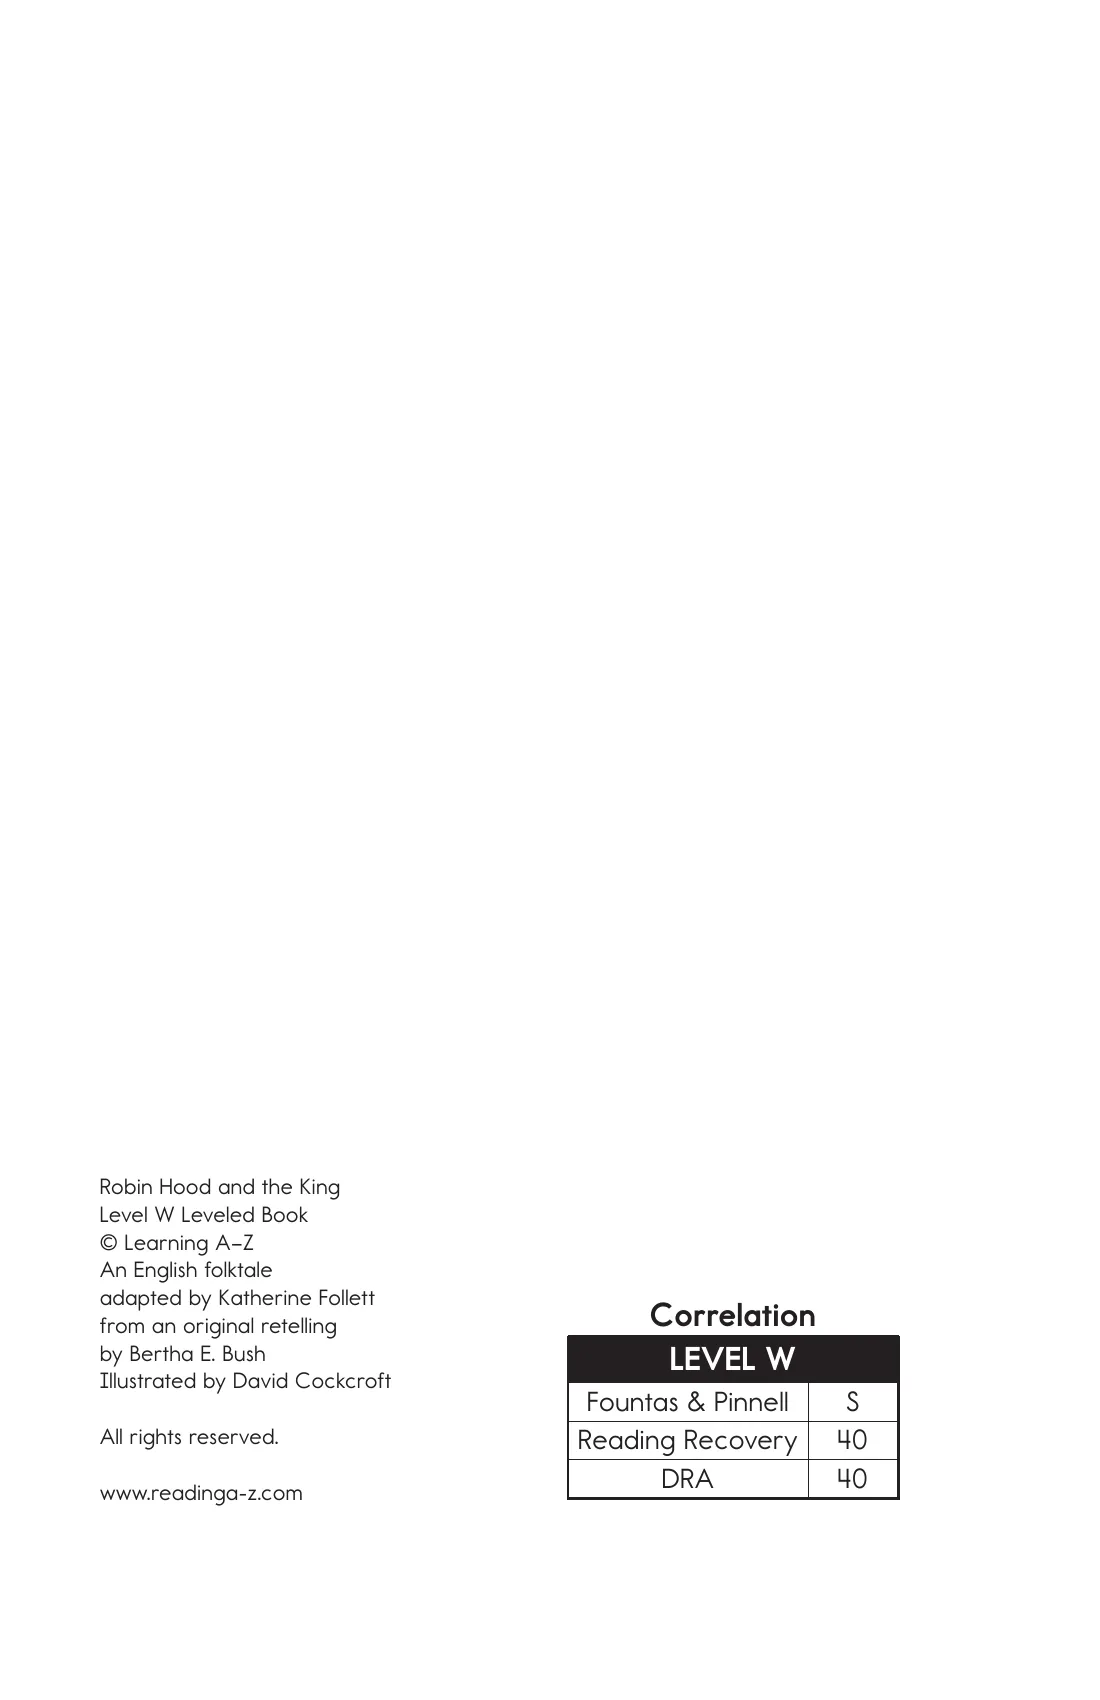 Robin Hood and the King
Level W Leveled Book
© Learning A–Z
An English folktale
adapted by Katherine Follett
from an original retelling
by Bertha E. Bush
Illustrated by David Cockcroft
All rights reserved.
www.readinga-z.com
Correlation
LEVEL W
Fountas & Pinnell S
Reading Recovery 40
DRA 40